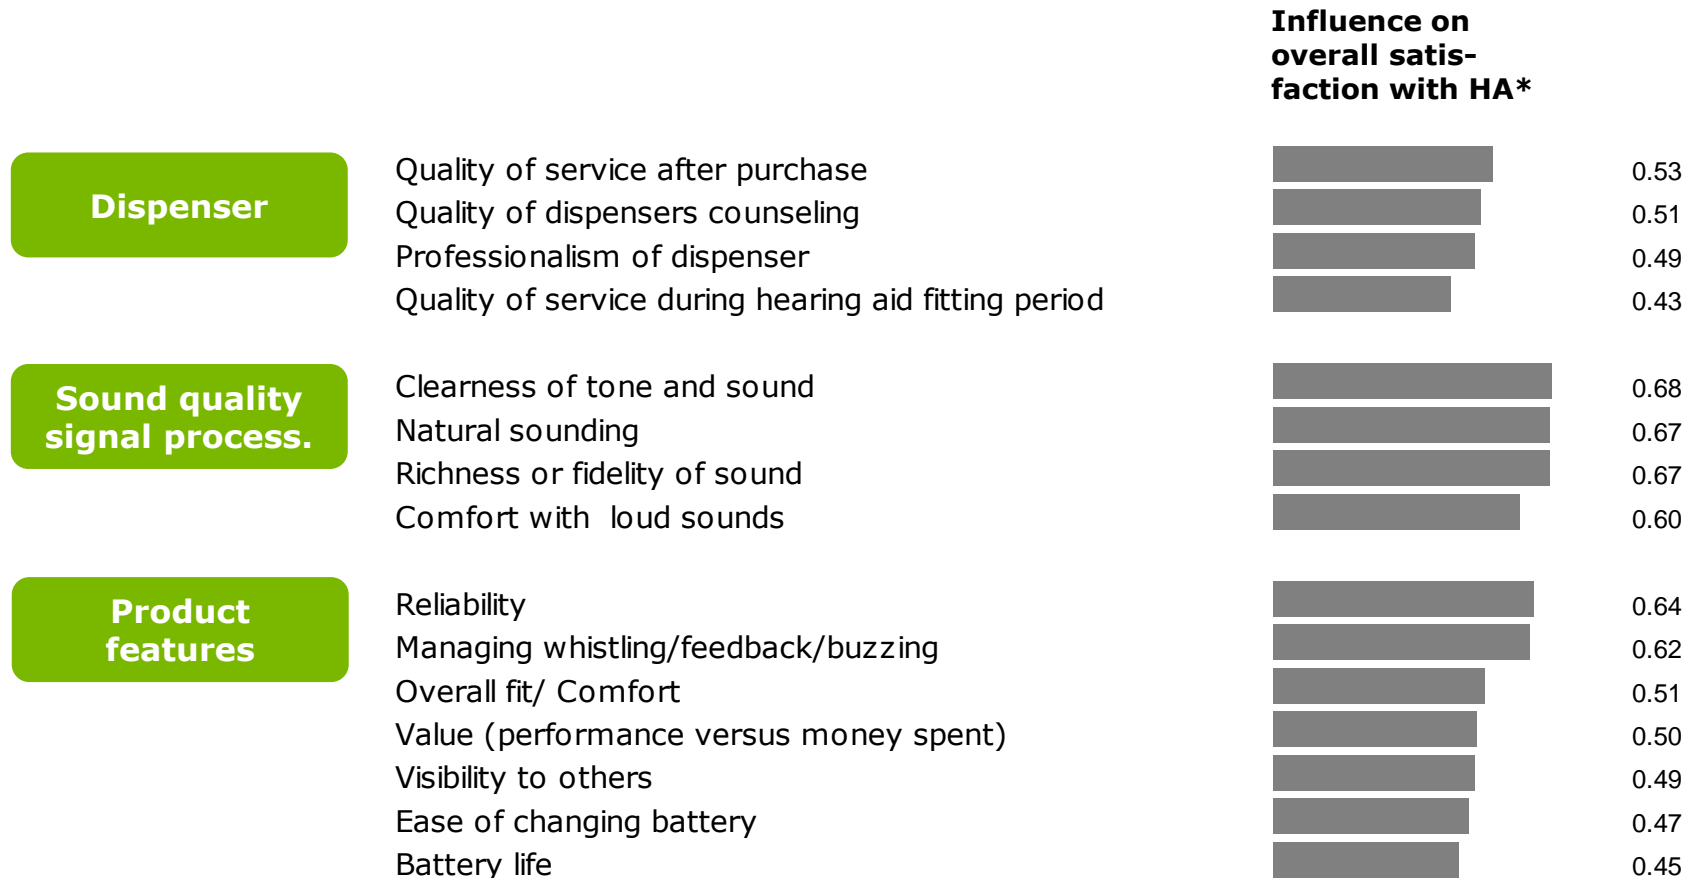 Influence on
overall satis-
faction with HA*
Dispenser
Quality of service after purchase 0.53
Quality of dispensers counseling 0.51
Professionalism of dispenser 0.49
Quality of service during hearing aid fitting period 0.43
Sound quality
signal process.
Clearness of tone and sound 0.68
Natural sounding 0.67
Richness or fidelity of sound 0.67
Comfort with loud sounds 0.60
Product
features
Reliability 0.64
Managing whistling/feedback/buzzing 0.62
Overall fit/ Comfort 0.51
Value (performance versus money spent) 0.50
Visibility to others 0.49
Ease of changing battery 0.47
Battery life 0.45